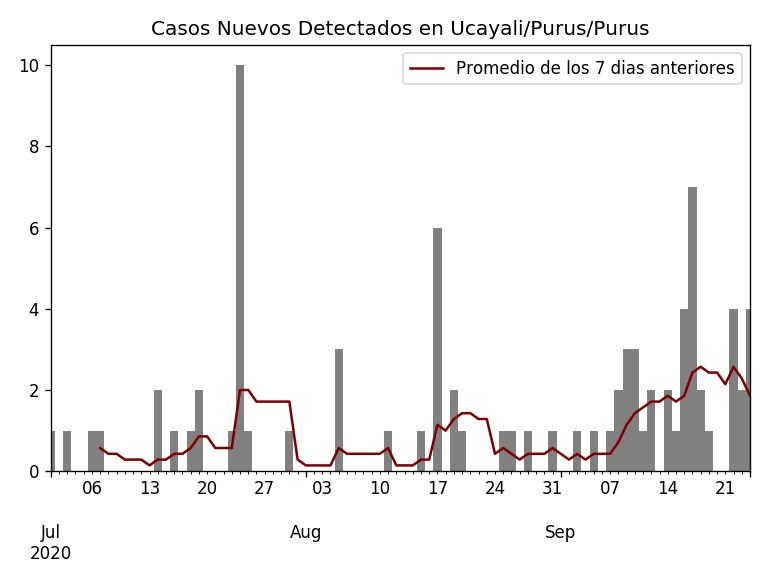 Casos Nuevos Detectados en Ucayali/Purus/Purus
Promedio de los 7 dias anteriores
10
8
6
4
2
0
06 13 20 27 03 10 17 24 31 07 14 21
Jul Aug Sep
2020